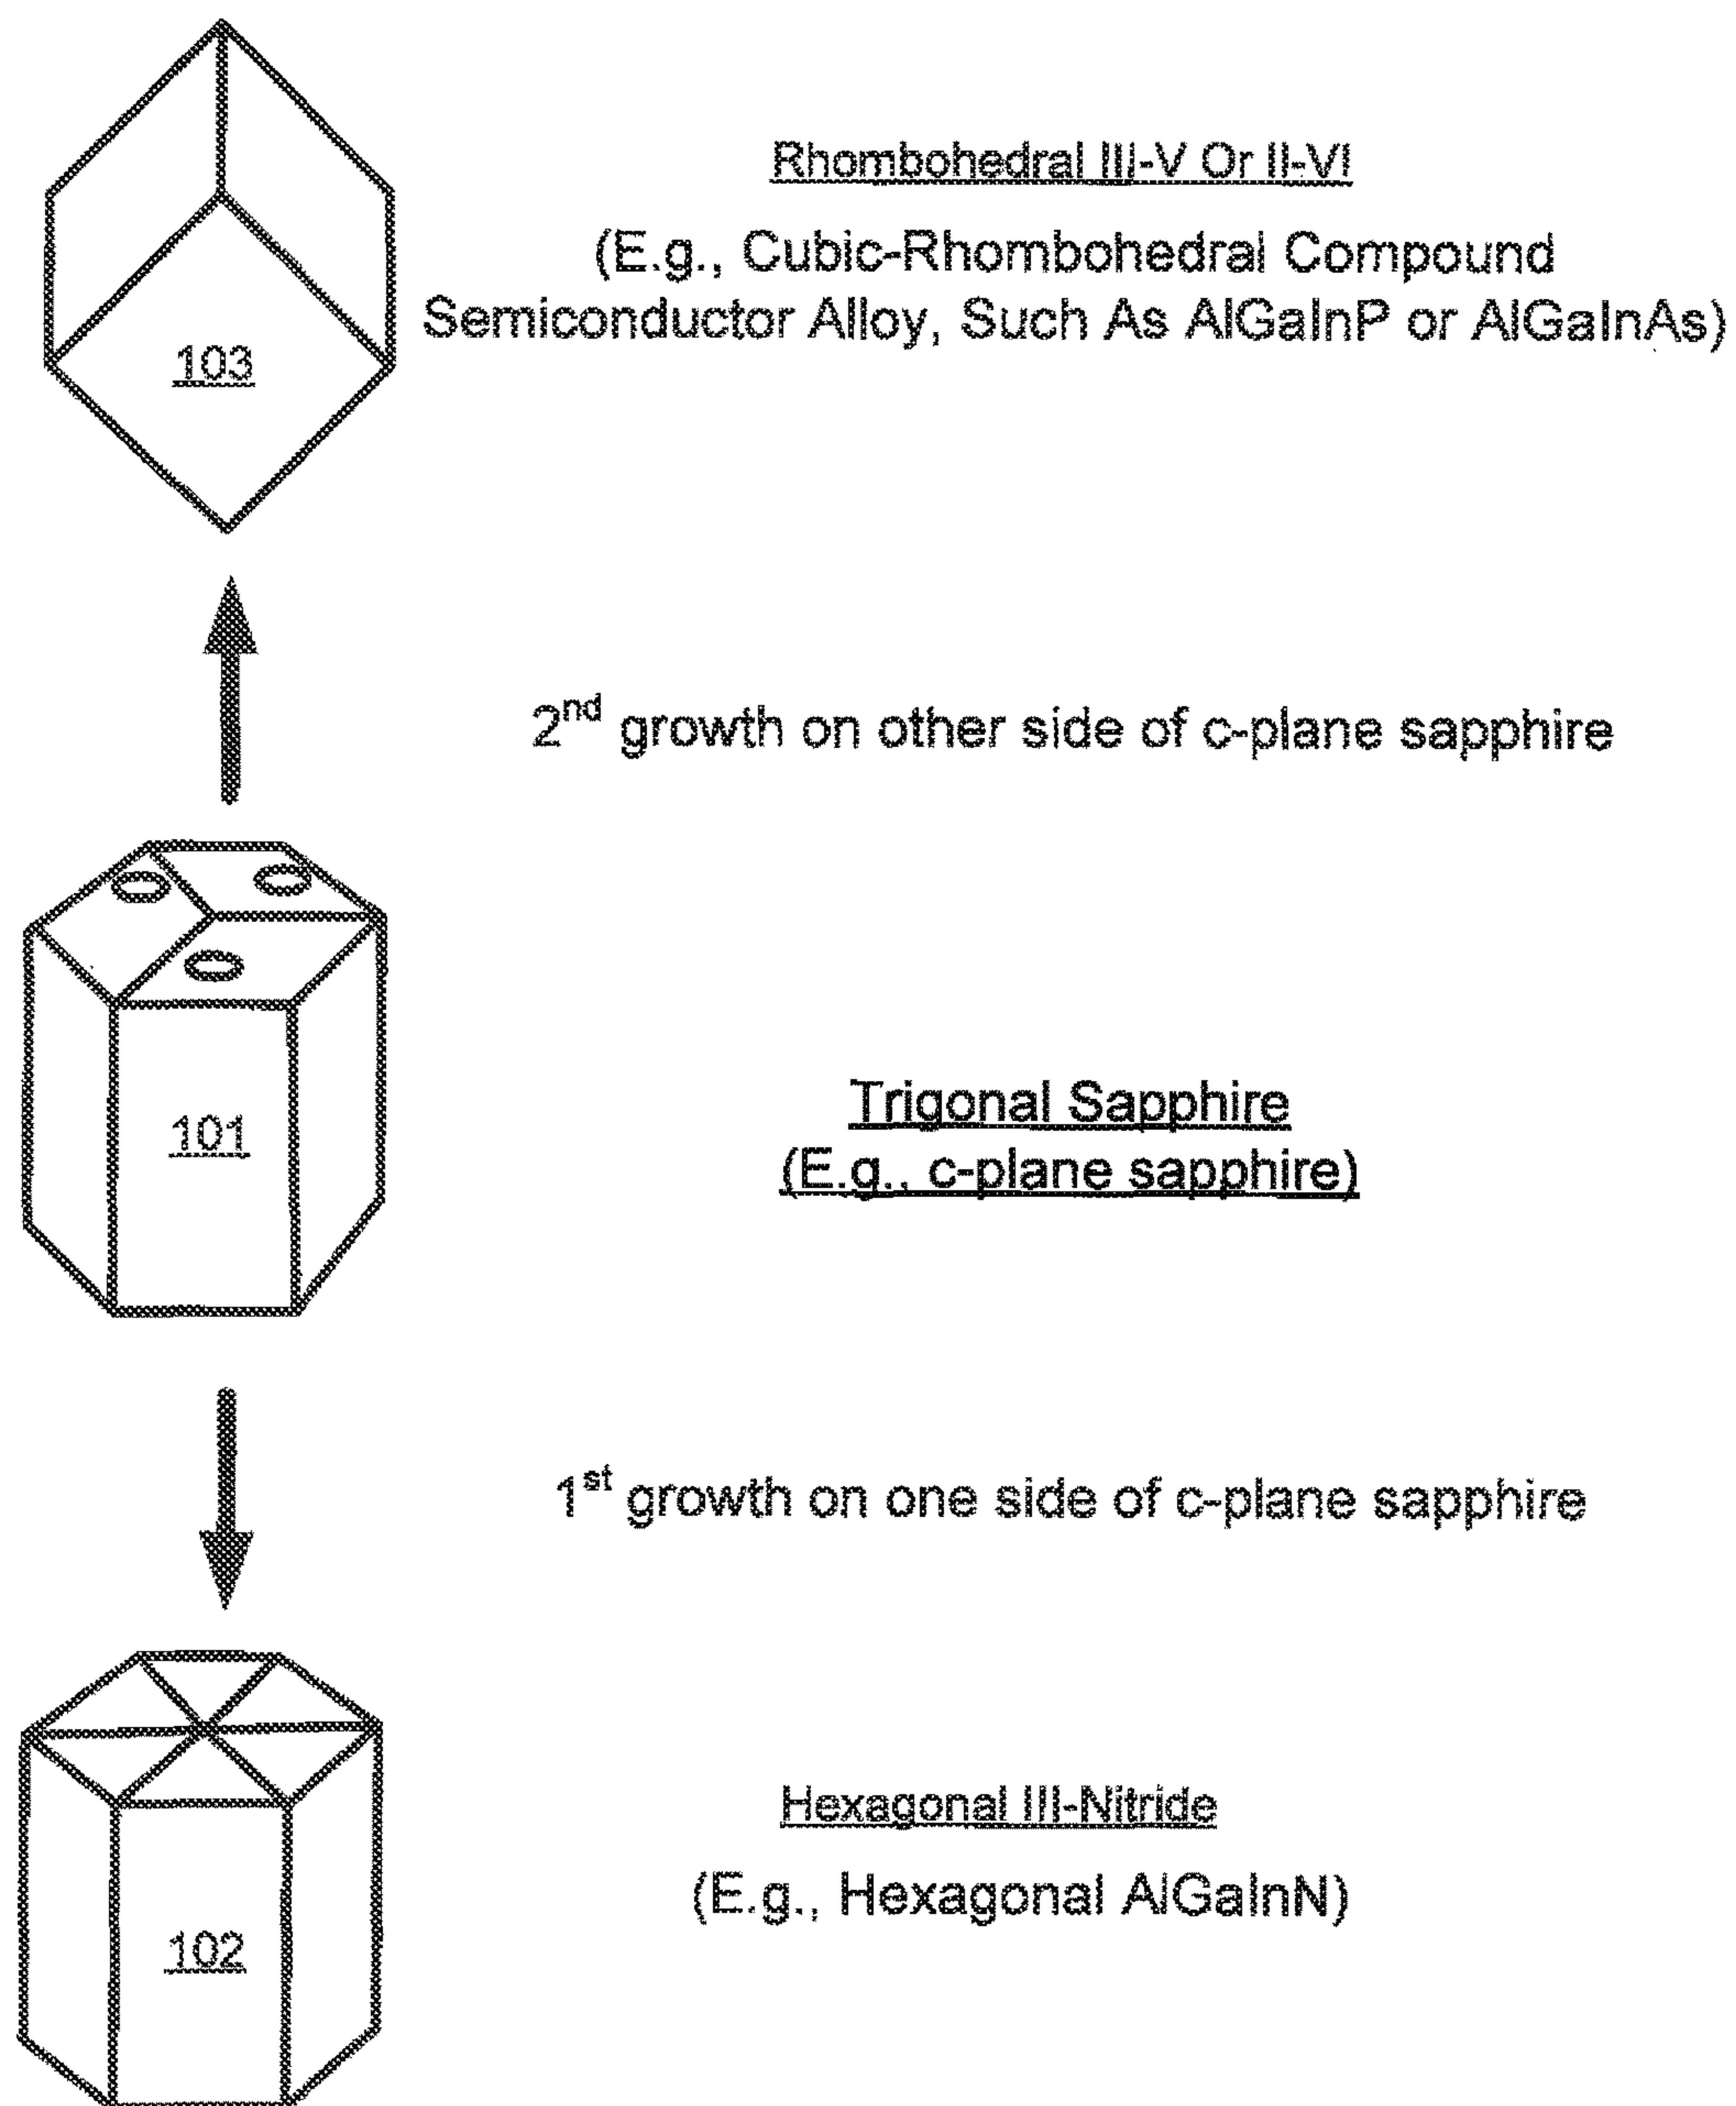 Rhombohedral III-V Or II-VI
(E.g., Cubic-Rhombohedral Compound
Semiconductor Alloy, Such As AlGaInP or AlGaInAs)
103
2nd growth on other side of c-plane sapphire
101
Trigonal Sapphire
(E.g., c-plane sapphire)
1st growth on one side of c-plane sapphire
Hexagonal III-Nitride
(E.g., Hexagonal AlGaInN)
102